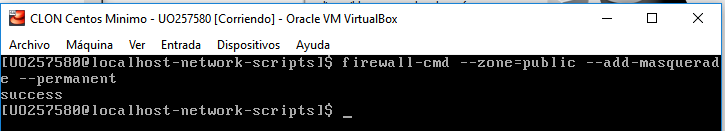 CLON Centos Minimo - UO257580 [Corriendo] - Oracle VM VirtualBox
Archivo Máquina Ver Entrada Dispositivos Ayuda
[UO257580@localhost-network-scripts]$ firewall-cmd --zone=public --add-masquerad
e --permanent
success
[UO257580@localhost-network-scripts]$ _